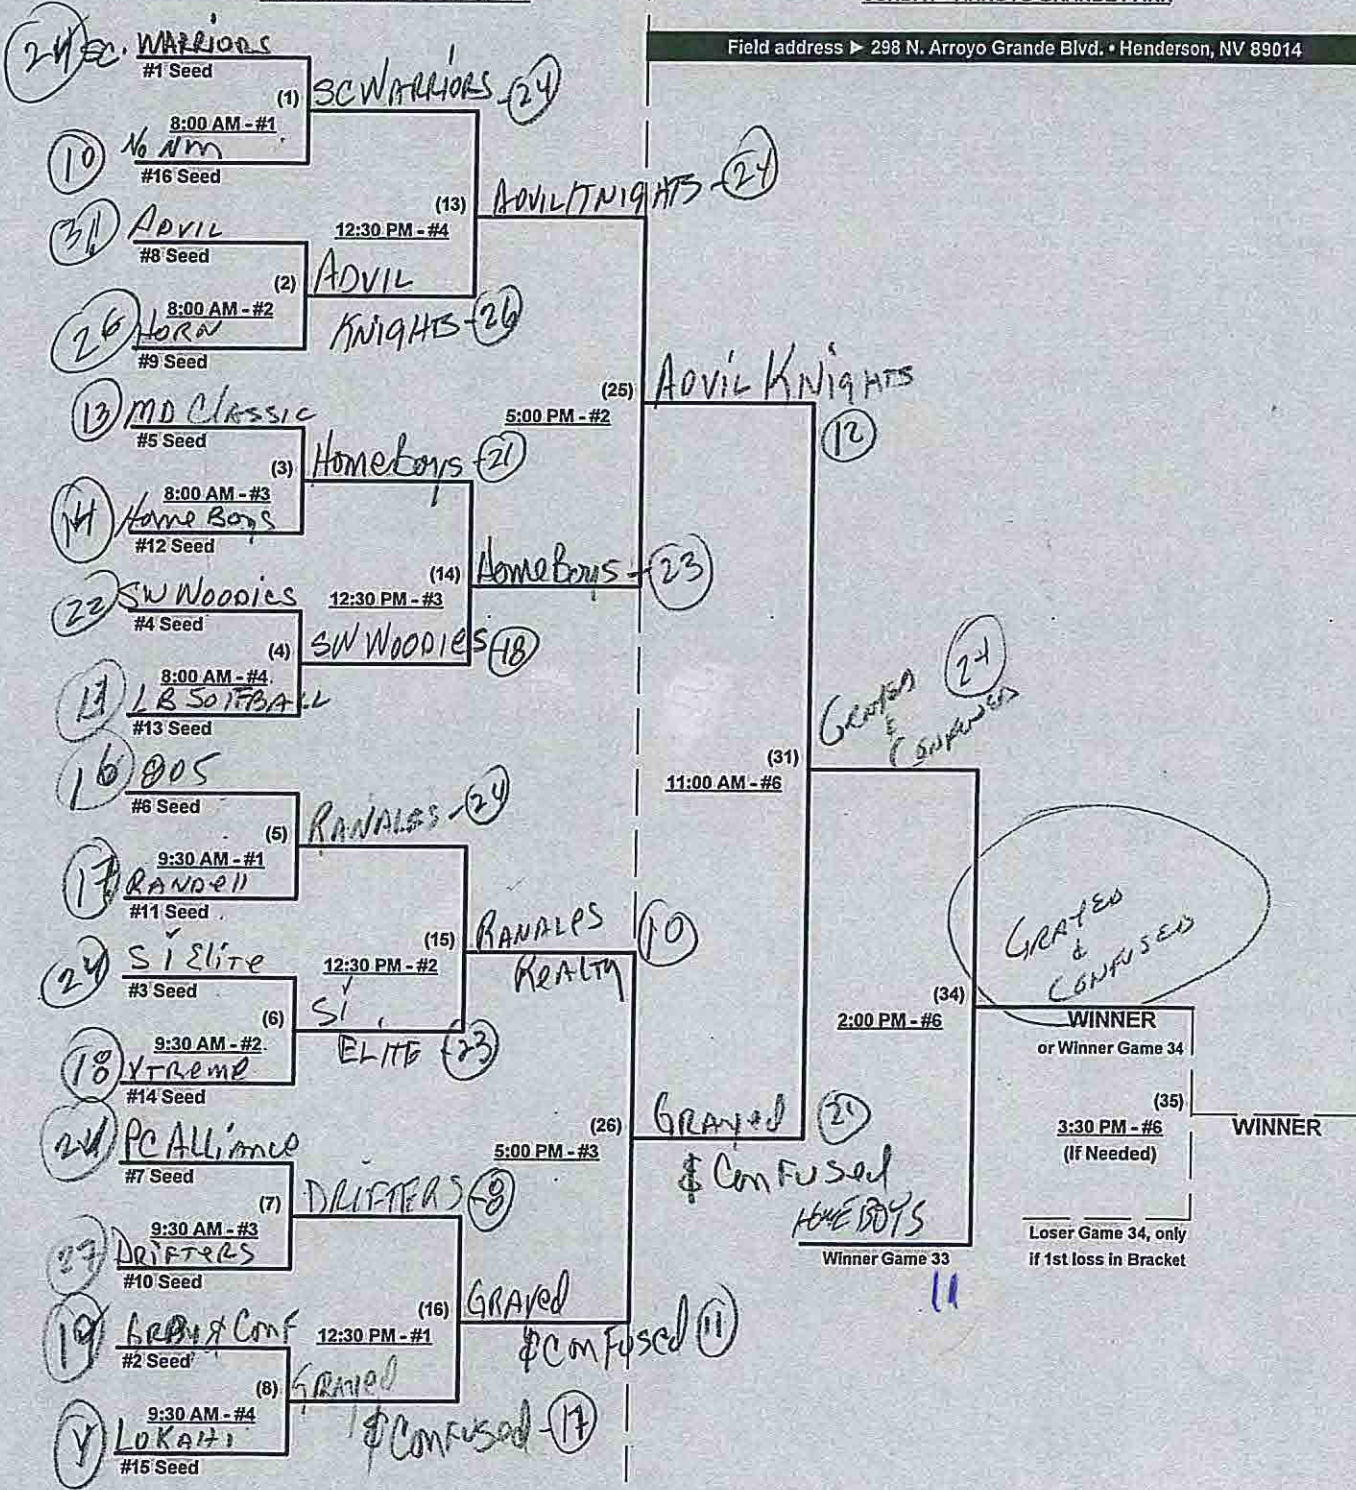 Field address ► 298 N. Arroyo Grande Blvd. • Henderson, NV 89014
24 SC. WARRIORS
#1 Seed
(1) SC WARRIORS - 24
8:00 AM - #1
10 No NM
#16 Seed
(13) ADVIL KNIGHTS - 24
12:30 PM - #4
31 ADVIL
#8 Seed
(2) ADVIL
KNIGHTS - 26
8:00 AM - #2
26 HORN
#9 Seed
(25) ADVIL KNIGHTS
12
5:00 PM - #2
13 MD Classic
#5 Seed
(3) HomeBoys - 21
8:00 AM - #3
14 Home Boys
#12 Seed
(14) HomeBoys - 23
12:30 PM - #3
22 SW WOODIES
#4 Seed
(4) SW WOODIES - 18
8:00 AM - #4
LB SOFTBALL
#13 Seed
(31) GRAYED
&
CONFUSED
11:00 AM - #6
16 805
#6 Seed
(5) RANALES - 24
9:30 AM - #1
17 RANDell
#11 Seed
(15) RANALES
REALTY
10
12:30 PM - #2
24 Si Elite
#3 Seed
(6) Si
ELITE - 23
9:30 AM - #2
18 XTreme
#14 Seed
(34) GRAYED
&
CONFUSED
2:00 PM - #6
WINNER
or Winner Game 34
(35)
3:30 PM - #6
(If Needed)
WINNER
Loser Game 34, only
if 1st loss in Bracket
(26) GRAYED
& ConFused
21
5:00 PM - #3
HOMEBOYS
Winner Game 33
11
PC Alliance
#7 Seed
(7) DRIFTERS - 8
9:30 AM - #3
27 DRIFTERS
#10 Seed
(16) GRAYed
& ConFused 11
12:30 PM - #1
19 GRAY & CONF
#2 Seed
(8) GRAYed
& ConFused - 17
9:30 AM - #4
LOKAHI
#15 Seed